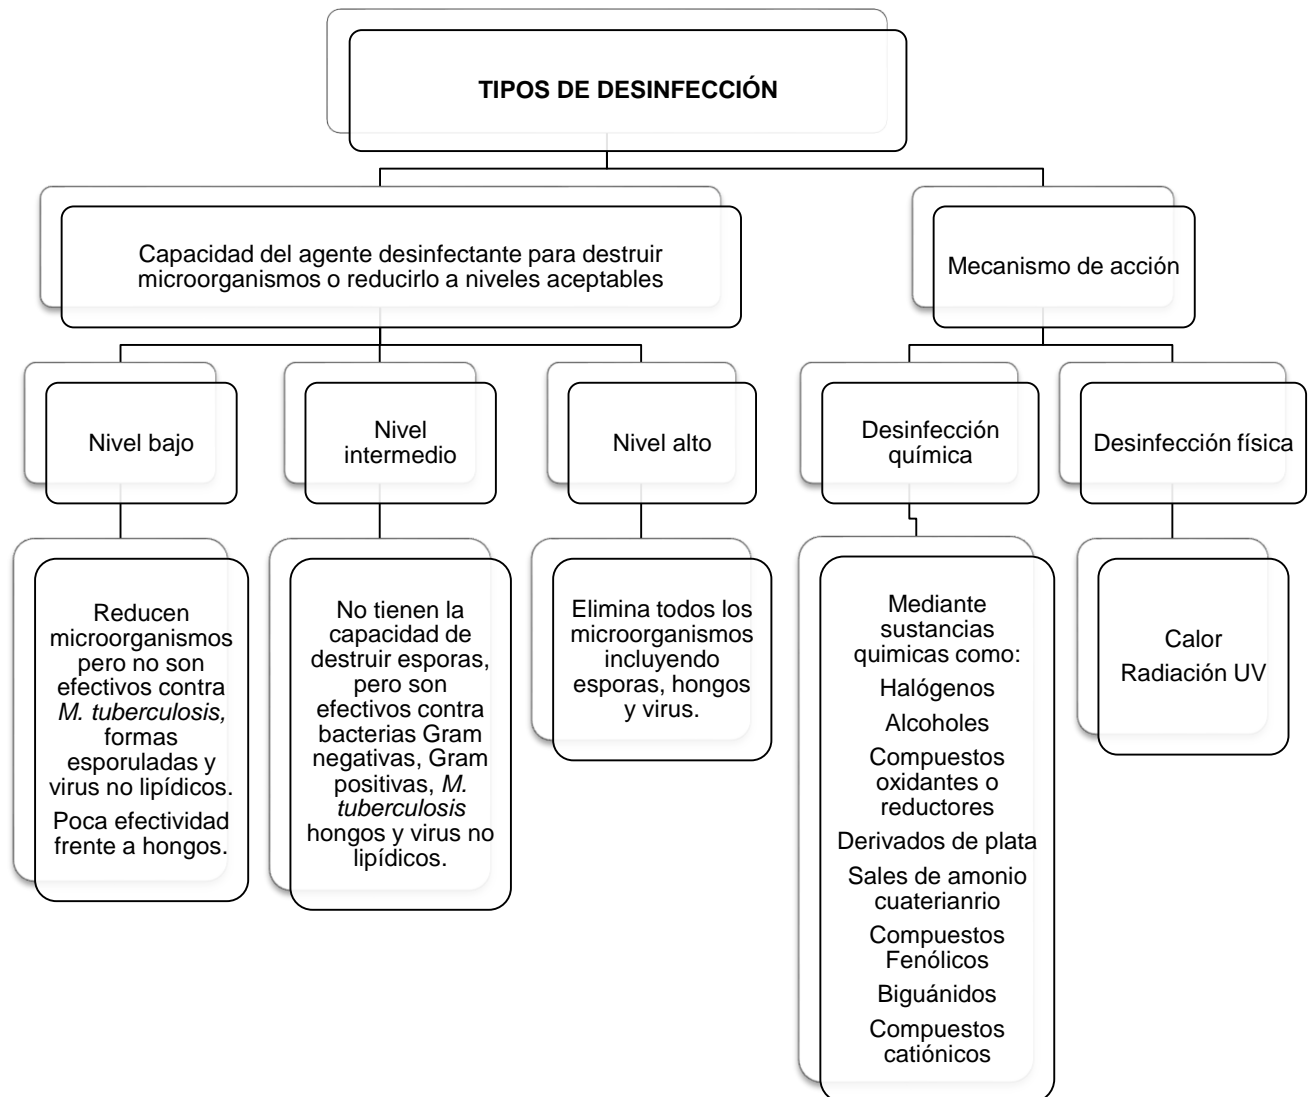 TIPOS DE DESINFECCIÓN
Capacidad del agente desinfectante para destruir
microorganismos o reducirlo a niveles aceptables
Mecanismo de acción
Nivel bajo
Nivel
intermedio
Nivel alto
Desinfección
química
Desinfección física
Reducen
microorganismos
pero no son
efectivos contra
M. tuberculosis,
formas
esporuladas y
virus no lipídicos.
Poca efectividad
frente a hongos.
No tienen la
capacidad de
destruir esporas,
pero son
efectivos contra
bacterias Gram
negativas, Gram
positivas, M.
tuberculosis
hongos y virus no
lipídicos.
Elimina todos los
microorganismos
incluyendo
esporas, hongos
y virus.
Mediante
sustancias
quimicas como:
Halógenos
Alcoholes
Compuestos
oxidantes o
reductores
Derivados de plata
Sales de amonio
cuaterianrio
Compuestos
Fenólicos
Biguánidos
Compuestos
catiónicos
Calor
Radiación UV